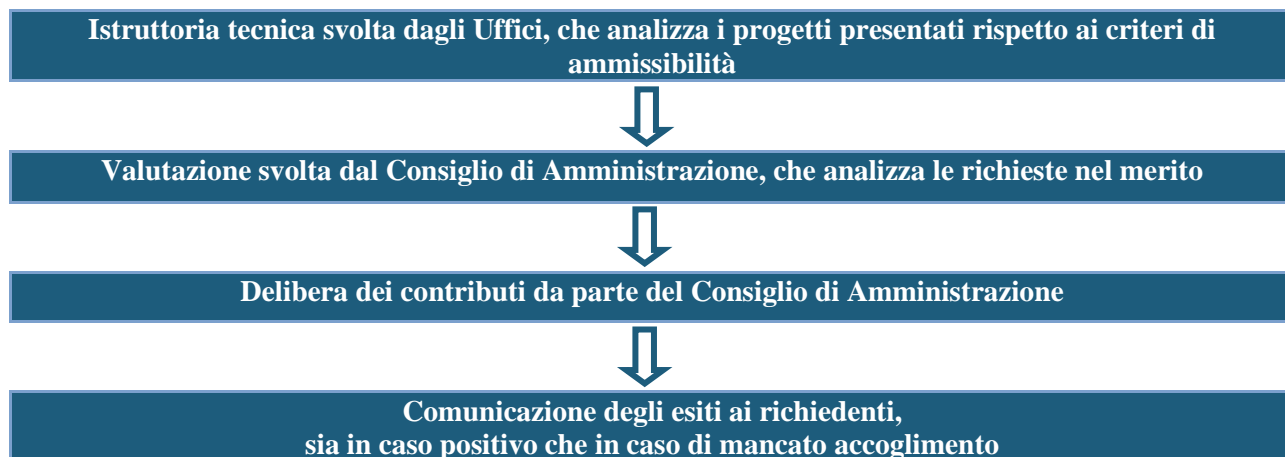 Istruttoria tecnica svolta dagli Uffici, che analizza i progetti presentati rispetto ai criteri di
ammissibilità
Valutazione svolta dal Consiglio di Amministrazione, che analizza le richieste nel merito
Delibera dei contributi da parte del Consiglio di Amministrazione
Comunicazione degli esiti ai richiedenti,
sia in caso positivo che in caso di mancato accoglimento